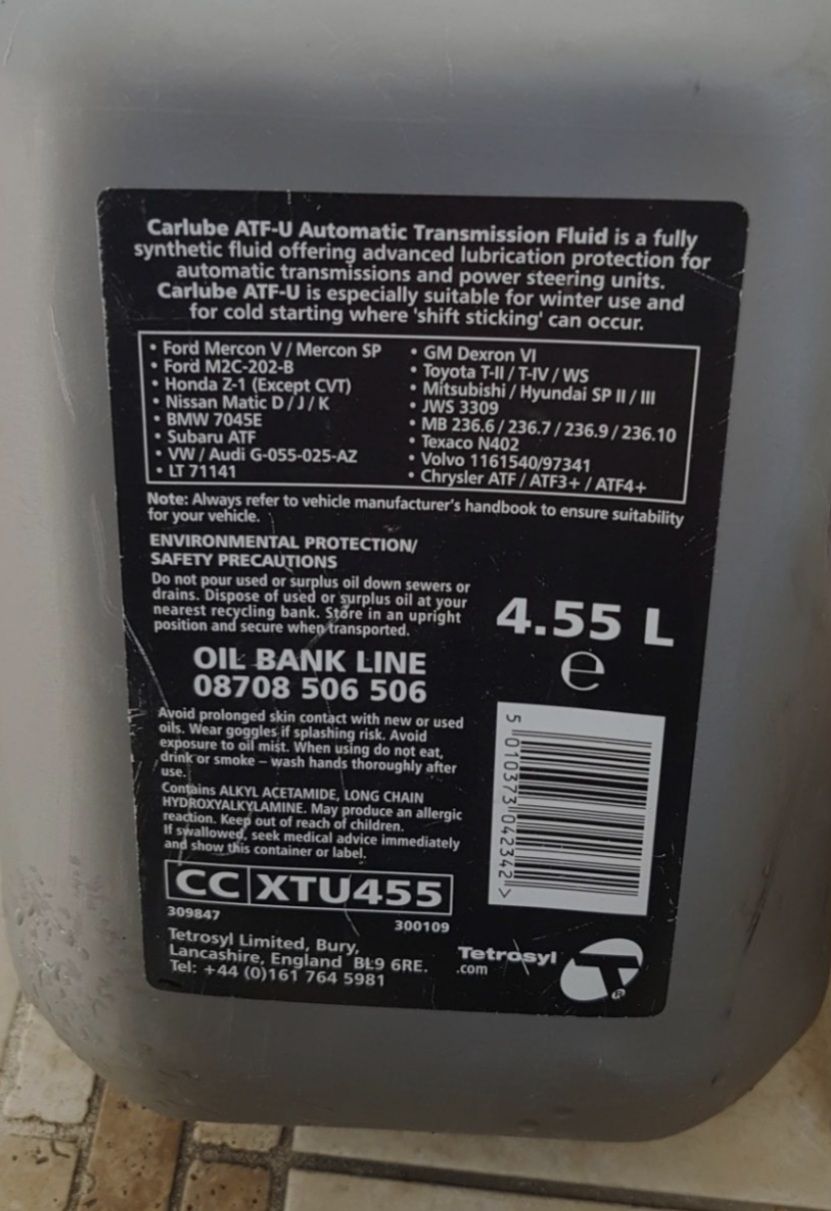 Carlube ATF-U Automatic Transmission Fluid is a fully
synthetic fluid offering advanced lubrication protection for
automatic transmissions and power steering units.
Carlube ATF-U is especially suitable for winter use and
for cold starting where 'shift sticking' can occur.
• Ford Mercon V / Mercon SP
• Ford M2C-202-B
• Honda Z-1 (Except CVT)
• Nissan Matic D / J / K
• BMW 7045E
• Subaru ATF
• VW / Audi G-055-025-AZ
• LT 71141
• GM Dexron VI
• Toyota T-II / T-IV / WS
• Mitsubishi / Hyundai SP II / III
• JWS 3309
• MB 236.6 / 236.7 / 236.9 / 236.10
• Texaco N402
• Volvo 1161540/97341
• Chrysler ATF / ATF3+ / ATF4+
Note: Always refer to vehicle manufacturer's handbook to ensure suitability
for your vehicle.
ENVIRONMENTAL PROTECTION/
SAFETY PRECAUTIONS
Do not pour used or surplus oil down sewers or
drains. Dispose of used or surplus oil at your
nearest recycling bank. Store in an upright
position and secure when transported.
OIL BANK LINE
08708 506 506
Avoid prolonged skin contact with new or used
oils. Wear goggles if splashing risk. Avoid
exposure to oil mist. When using do not eat,
drink or smoke – wash hands thoroughly after
use.
Contains ALKYL ACETAMIDE, LONG CHAIN
HYDROXYALKYLAMINE. May produce an allergic
reaction. Keep out of reach of children.
If swallowed, seek medical advice immediately
and show this container or label.
CC XTU455
309847
300109
Tetrosyl Limited, Bury,
Lancashire, England BL9 6RE.
Tel: +44 (0)161 764 5981
4.55 L
e
5 010373 042342 >
Tetrosyl
.com
T
®